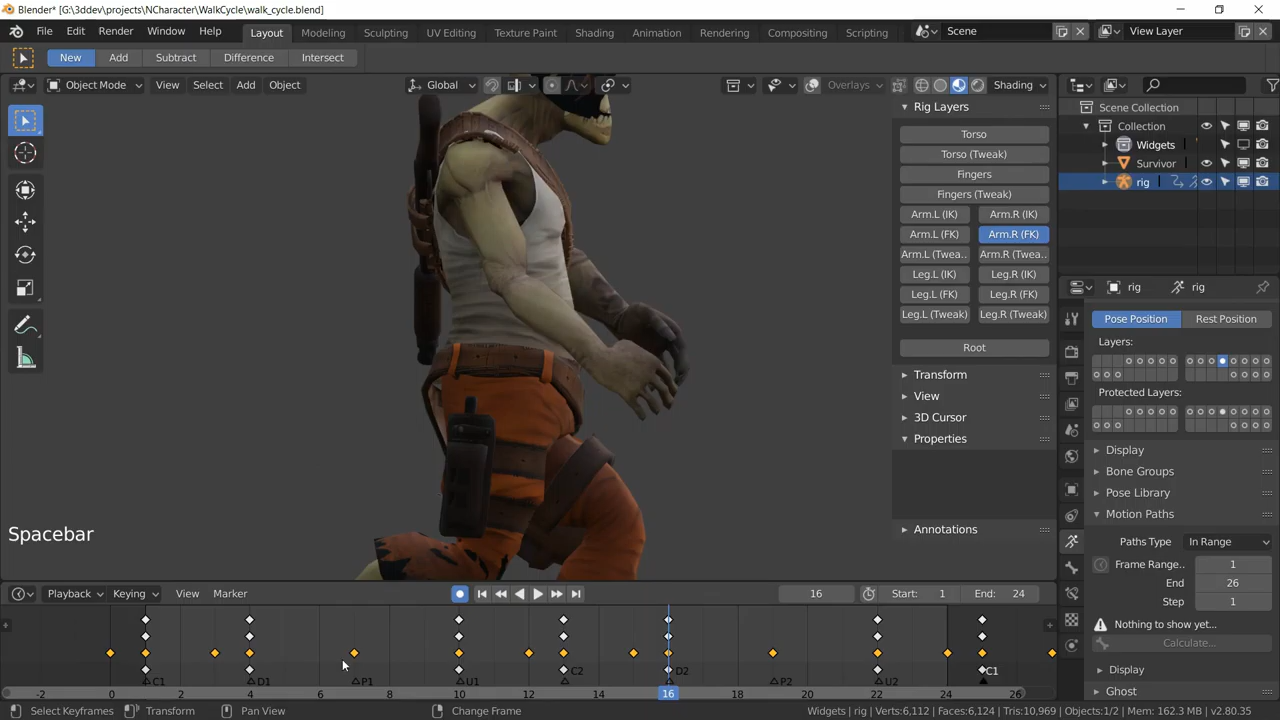 Blender* [G:\3ddev\projects\NCharacter\WalkCycle\walk_cycle.blend]
File Edit Render Window Help Layout Modeling Sculpting UV Editing Texture Paint Shading Animation Rendering Compositing Scripting Scene View Layer
New Add Subtract Difference Intersect
Object Mode View Select Add Object Global Overlays Shading
Rig Layers
Torso
Torso (Tweak)
Fingers
Fingers (Tweak)
Arm.L (IK) Arm.R (IK)
Arm.L (FK) Arm.R (FK)
Arm.L (Twea.. Arm.R (Twea..
Leg.L (IK) Leg.R (IK)
Leg.L (FK) Leg.R (FK)
Leg.L (Tweak) Leg.R (Tweak)
Root
Transform
View
3D Cursor
Properties
Annotations
Scene Collection
Collection
Widgets
Survivor
rig
rig rig
Pose Position Rest Position
Layers:
Protected Layers:
Display
Bone Groups
Pose Library
Motion Paths
Paths Type In Range
Frame Range.. 1
End 26
Step 1
Nothing to show yet...
Calculate...
Display
Ghost
Spacebar
Playback Keying View Marker 16 Start: 1 End: 24
C1 D1 P1 U1 C2 D2 P2 U2 C1
-2 0 2 4 6 8 10 12 14 16 18 20 22 24 26
Select Keyframes Transform Pan View Change Frame Widgets | rig | Verts:6,112 | Faces:6,124 | Tris:10,969 | Objects:1/2 | Mem: 162.3 MB | v2.80.35